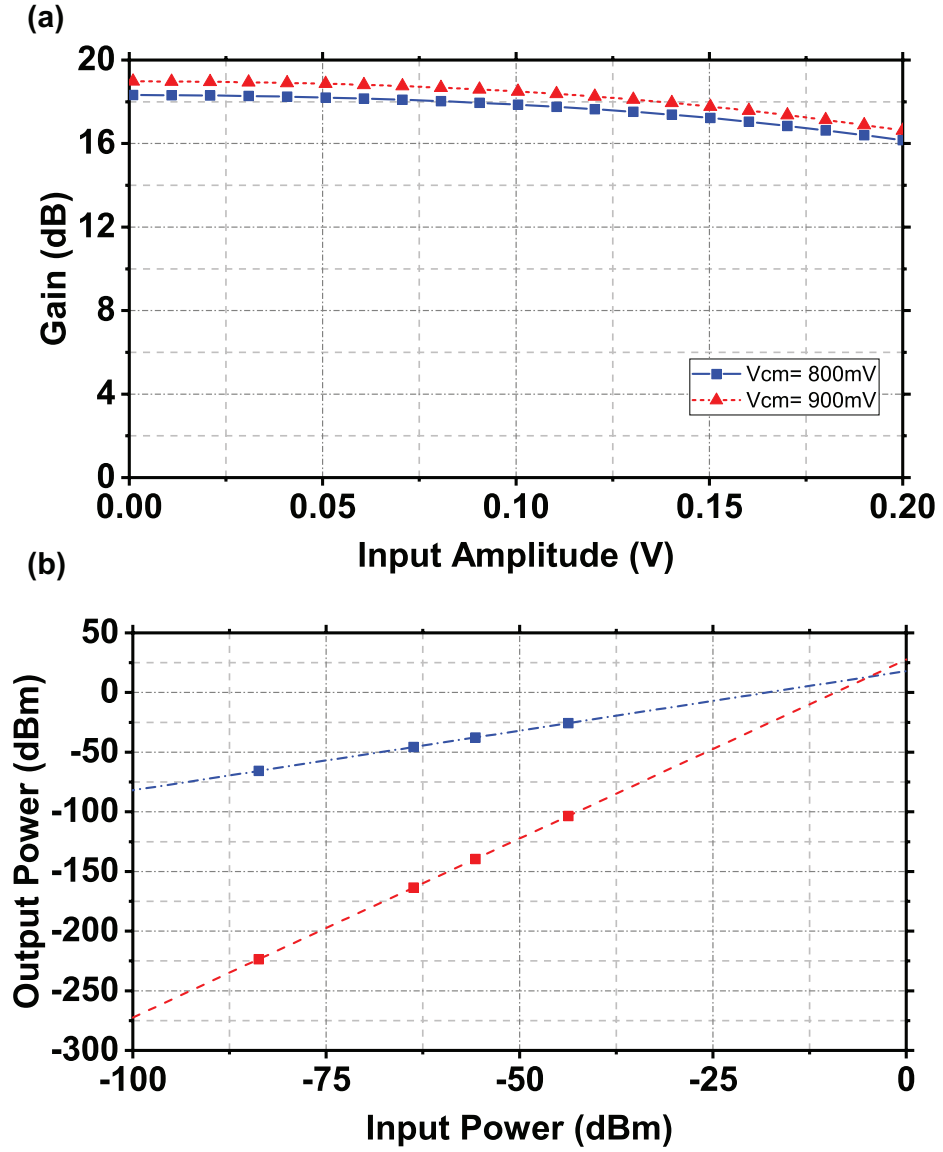 (a)
20
16
12
8
4
0
Gain (dB)
Vcm= 800mV
Vcm= 900mV
0.00 0.05 0.10 0.15 0.20
Input Amplitude (V)
(b)
50
0
-50
-100
-150
-200
-250
-300
Output Power (dBm)
-100 -75 -50 -25 0
Input Power (dBm)